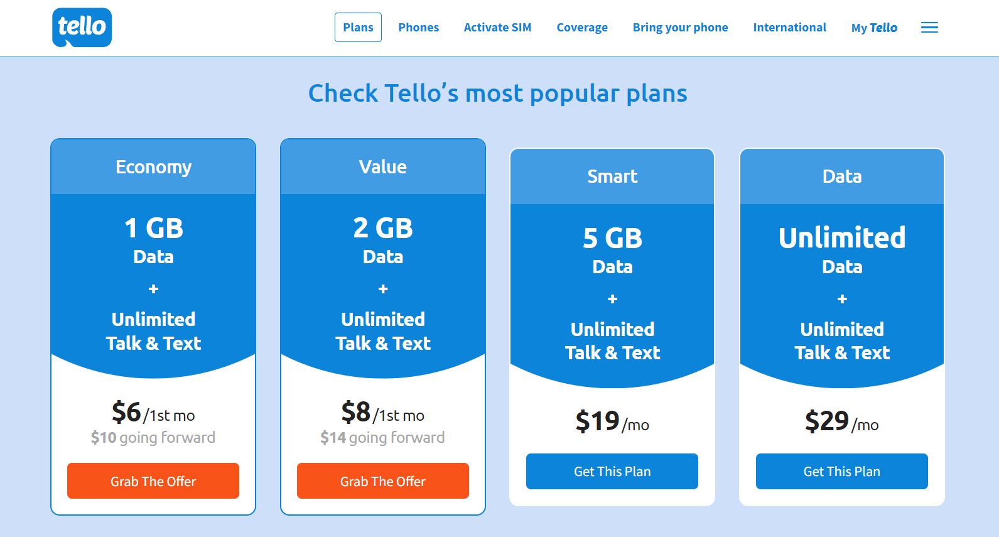 tello
Plans
Phones
Activate SIM
Coverage
Bring your phone
International
My Tello
Check Tello’s most popular plans
Economy
1 GB
Data
+
Unlimited
Talk & Text
$6/1st mo
$10 going forward
Grab The Offer
Value
2 GB
Data
+
Unlimited
Talk & Text
$8/1st mo
$14 going forward
Grab The Offer
Smart
5 GB
Data
+
Unlimited
Talk & Text
$19/mo
Get This Plan
Data
Unlimited
Data
+
Unlimited
Talk & Text
$29/mo
Get This Plan